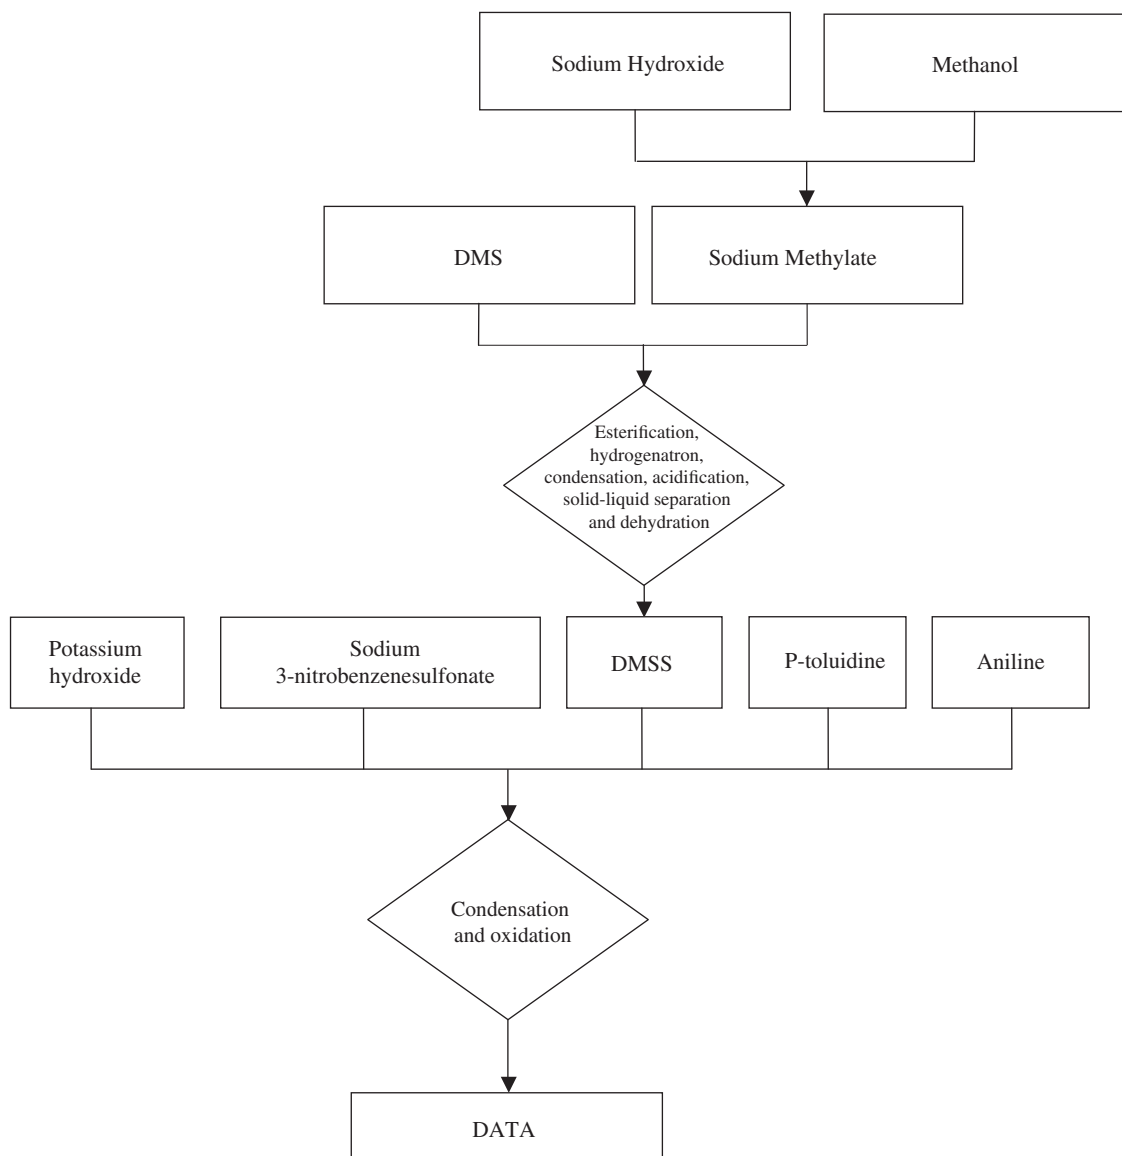 Sodium Hydroxide
Methanol
DMS
Sodium Methylate
Esterification,
hydrogenatron,
condensation, acidification,
solid-liquid separation
and dehydration
Potassium
hydroxide
Sodium
3-nitrobenzenesulfonate
DMSS
P-toluidine
Aniline
Condensation
and oxidation
DATA